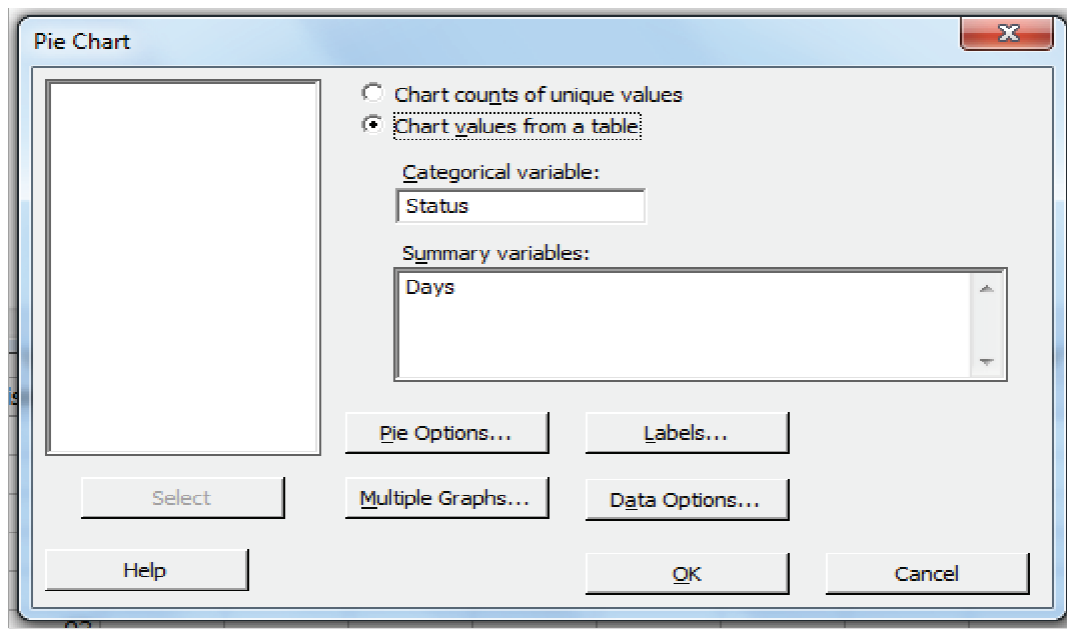 Pie Chart
Chart counts of unique values
Chart values from a table
Categorical variable:
Status
Summary variables:
Days
Pie Options...
Labels...
Select
Multiple Graphs...
Data Options...
Help
OK
Cancel